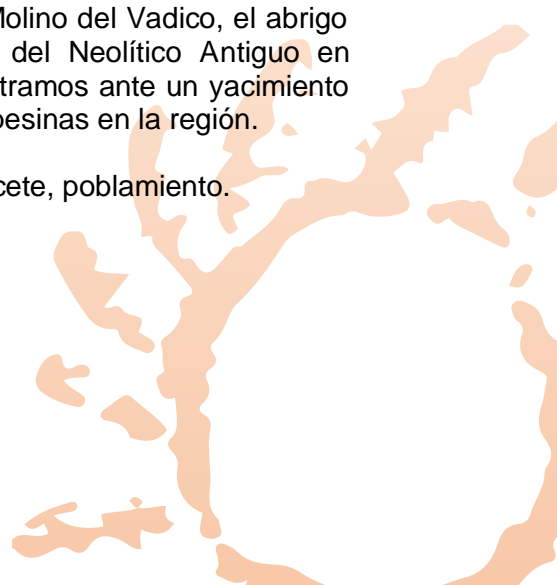 Molino del Vadico, el abrigo
del Neolítico Antiguo en
tramos ante un yacimiento
pesinas en la región.
cete, poblamiento.